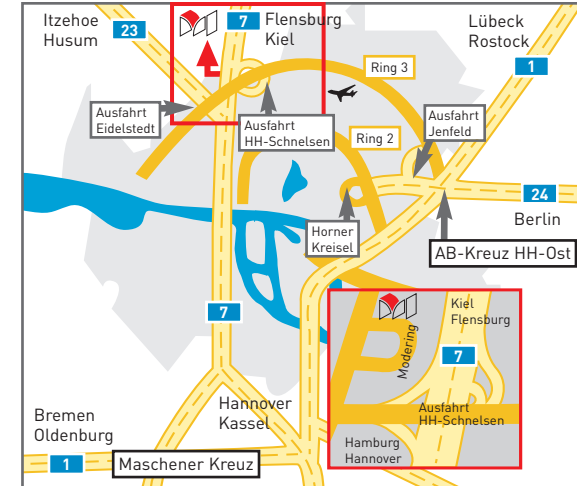 Itzehoe
Husum
23
7
Flensburg
Kiel
Lübeck
Rostock
1
Ring 3
Ausfahrt
Eidelstedt
Ausfahrt
HH-Schnelsen
Ring 2
Ausfahrt
Jenfeld
24
Berlin
Horner
Kreisel
AB-Kreuz HH-Ost
7
Kiel
Flensburg
7
Modering
Ausfahrt
HH-Schnelsen
Hamburg
Hannover
Hannover
Kassel
Bremen
Oldenburg
1
Maschener Kreuz